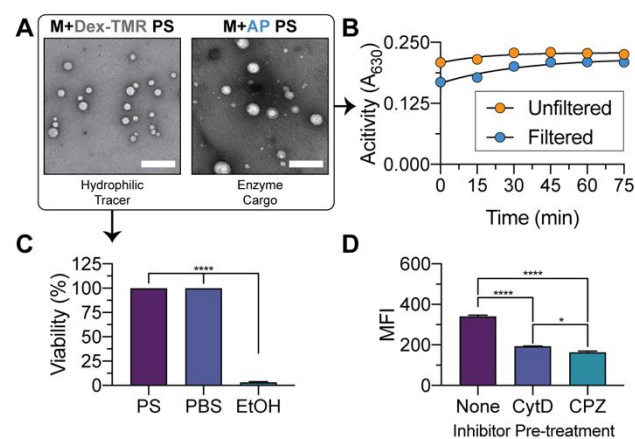 A
M+Dex-TMR PS
M+AP PS
Hydrophilic
Tracer
Enzyme
Cargo
B
Acitivity (A630)
0.250
0.125
0.000
Unfiltered
Filtered
0 15 30 45 60 75
Time (min)
C
Viability (%)
125
100
75
50
25
0
****
PS PBS EtOH
D
MFI
600
400
200
0
****
****
*
None CytD CPZ
Inhibitor Pre-treatment